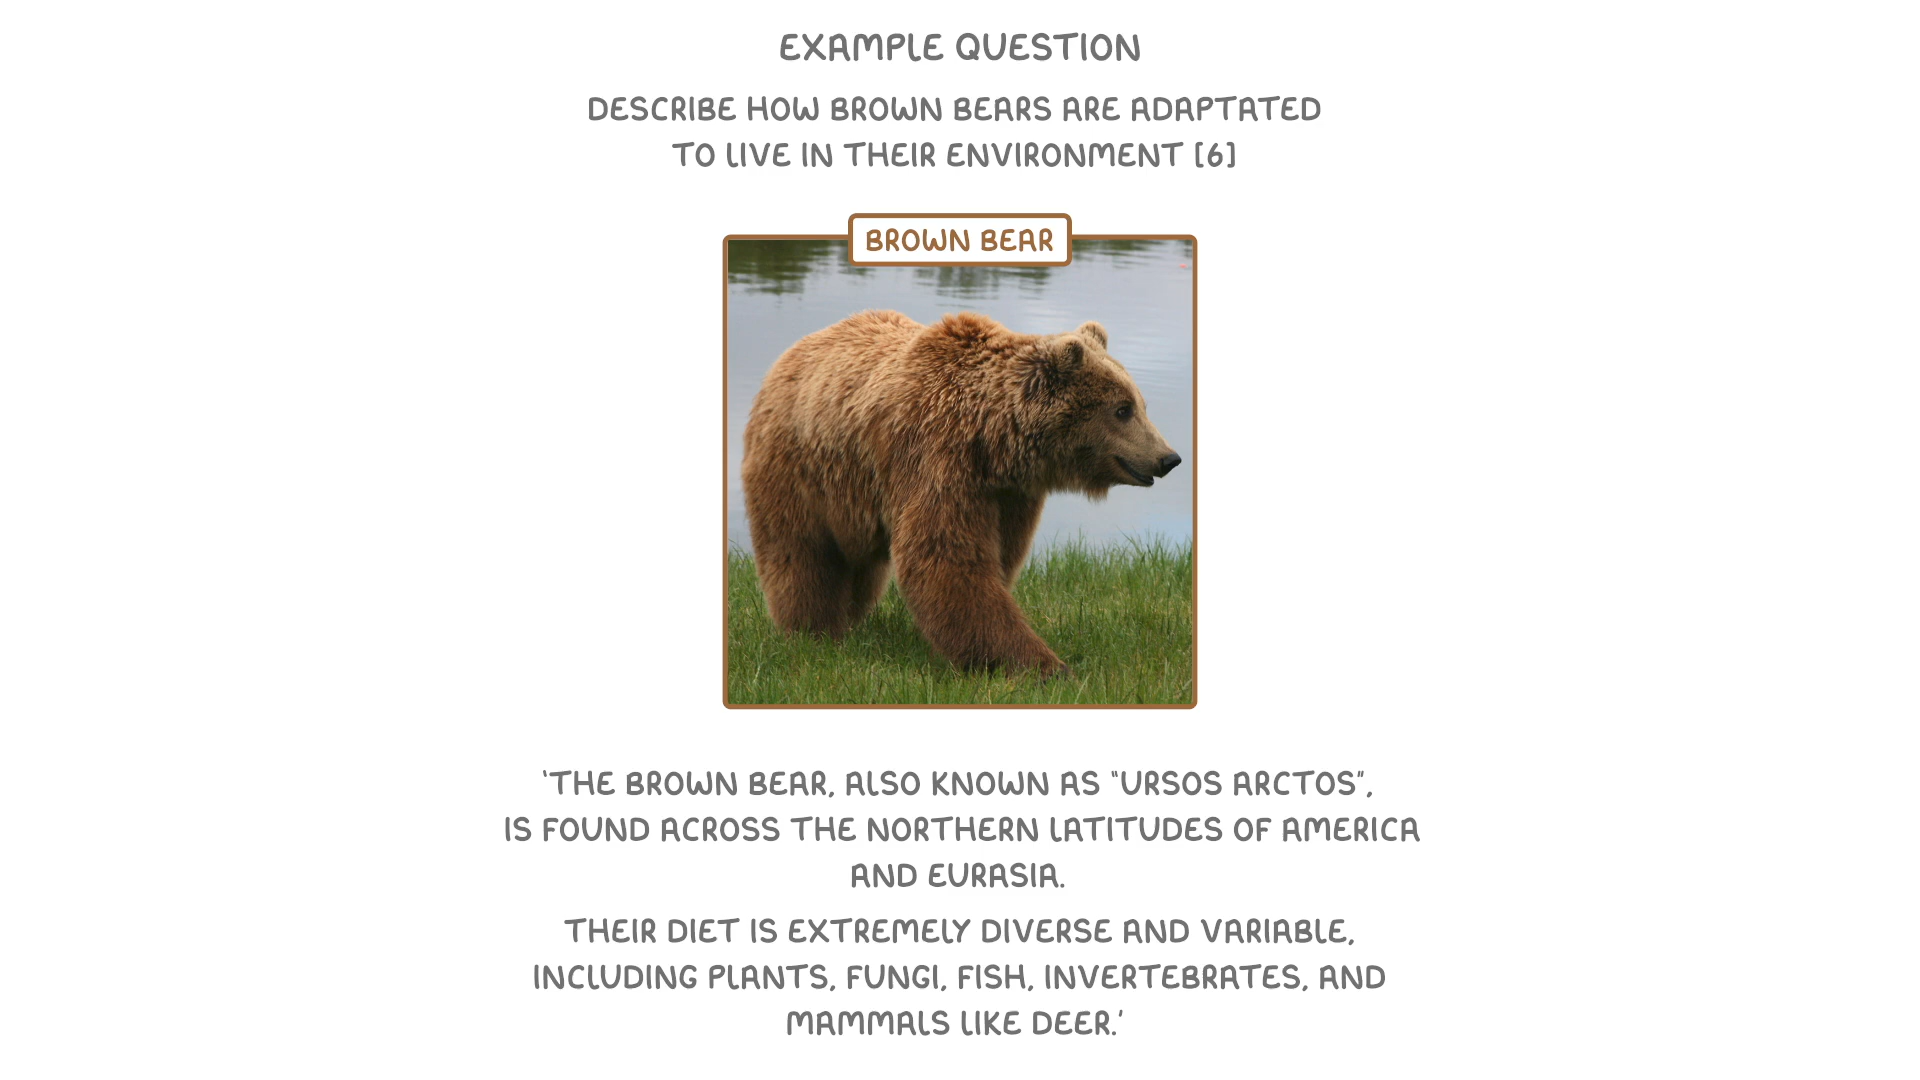 EXAMPLE QUESTION
DESCRIBE HOW BROWN BEARS ARE ADAPTATED
TO LIVE IN THEIR ENVIRONMENT [6]
BROWN BEAR
'THE BROWN BEAR, ALSO KNOWN AS "URSOS ARCTOS",
IS FOUND ACROSS THE NORTHERN LATITUDES OF AMERICA
AND EURASIA.
THEIR DIET IS EXTREMELY DIVERSE AND VARIABLE,
INCLUDING PLANTS, FUNGI, FISH, INVERTEBRATES, AND
MAMMALS LIKE DEER.'